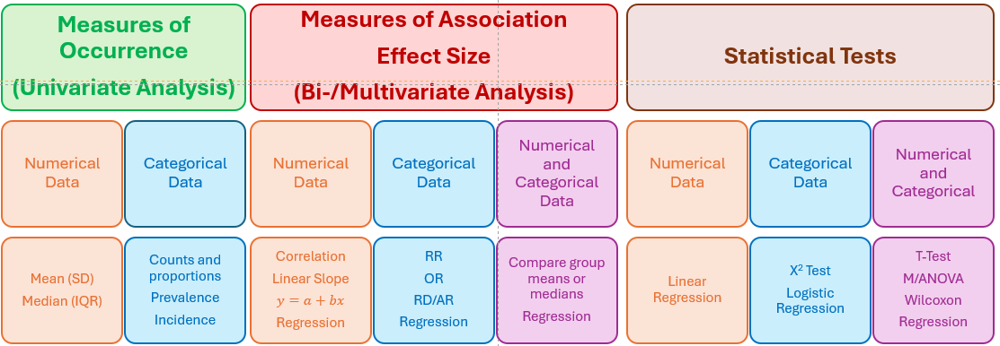 Measures of
Occurrence
(Univariate Analysis)
Measures of Association
Effect Size
(Bi-/Multivariate Analysis)
Statistical Tests
Numerical
Data
Categorical
Data
Numerical
Data
Categorical
Data
Numerical
and
Categorical
Data
Numerical
Data
Categorical
Data
Numerical
and
Categorical
Mean (SD)
Median (IQR)
Counts and
proportions
Prevalence
Incidence
Correlation
Linear Slope
y = a + bx
Regression
RR
OR
RD/AR
Regression
Compare group
means or
medians
Regression
Linear
Regression
X² Test
Logistic
Regression
T-Test
M/ANOVA
Wilcoxon
Regression